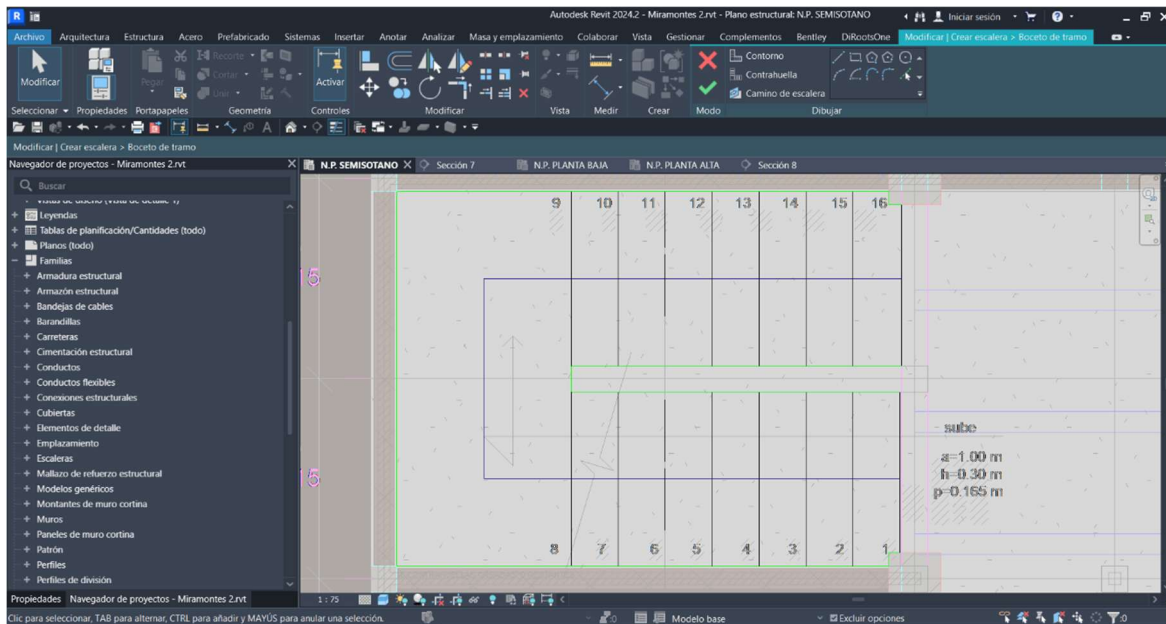 R
Autodesk Revit 2024.2 - Miramontes 2.rvt - Plano estructural: N.P. SEMISOTANO
Iniciar sesión
Archivo Arquitectura Estructura Acero Prefabricado Sistemas Insertar Anotar Analizar Masa y emplazamiento Colaborar Vista Gestionar Complementos Bentley DiRootsOne Modificar | Crear escalera > Boceto de tramo
Modificar Pegar Recorte Activar Contorno
Cortar Contrahuella
Unir Camino de escalera
Seleccionar Propiedades Portapapeles Geometría Controles Modificar Vista Medir Crear Modo Dibujar
Modificar | Crear escalera > Boceto de tramo
Navegador de proyectos - Miramontes 2.rvt
N.P. SEMISOTANO Sección 7 N.P. PLANTA BAJA N.P. PLANTA ALTA Sección 8
Buscar
Vistas de diseño (Vista de detalle 1)
Leyendas
Tablas de planificación/Cantidades (todo)
Planos (todo)
Familias
Armadura estructural
Armazón estructural
Bandejas de cables
Barandillas
Carreteras
Cimentación estructural
Conductos
Conductos flexibles
Conexiones estructurales
Cubiertas
Elementos de detalle
Emplazamiento
Escaleras
Mallazo de refuerzo estructural
Modelos genéricos
Montantes de muro cortina
Muros
Paneles de muro cortina
Patrón
Perfiles
Perfiles de división
9 10 11 12 13 14 15 16
15
sube
a=1.00 m
h=0.30 m
p=0.165 m
15
8 7 6 5 4 3 2 1
Propiedades Navegador de proyectos - Miramontes 2.rvt
1 : 75
Clic para seleccionar, TAB para alternar, CTRL para añadir y MAYÚS para anular una selección.
:0 Modelo base Excluir opciones :0